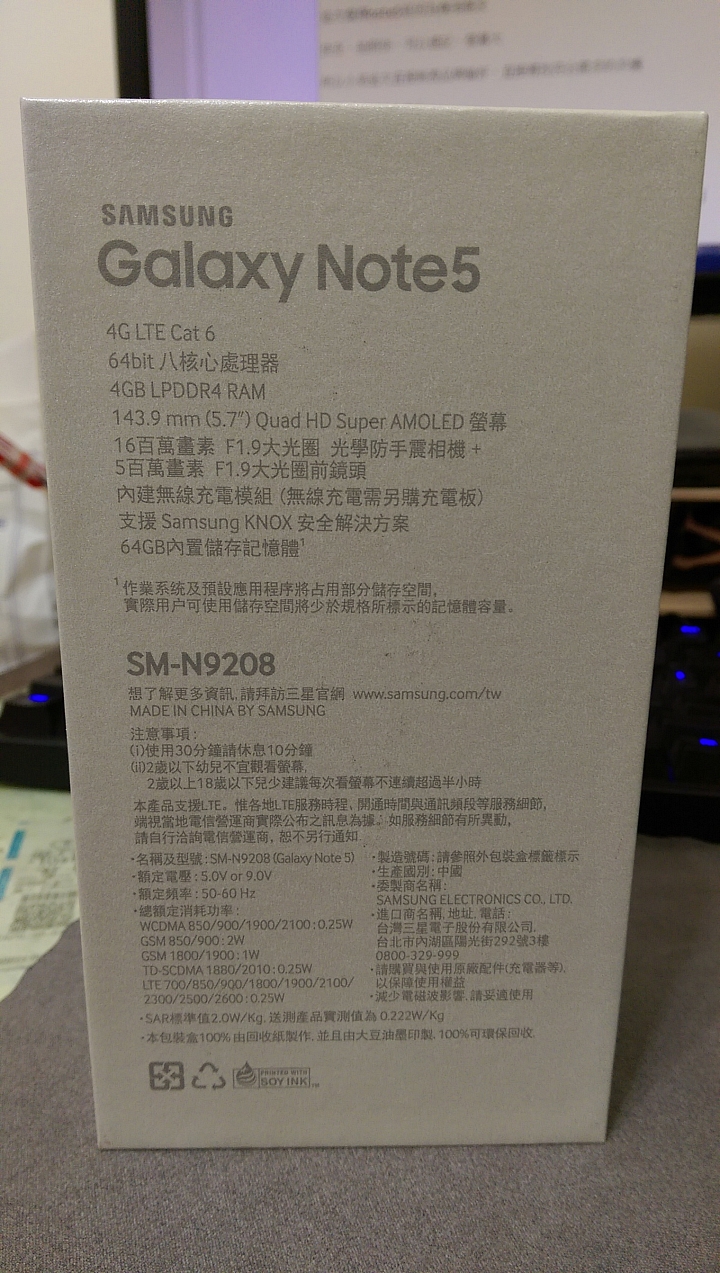 SAMSUNG
Galaxy Note5
4G LTE Cat 6
64bit 八核心處理器
4GB LPDDR4 RAM
143.9 mm (5.7") Quad HD Super AMOLED 螢幕
16百萬畫素 F1.9大光圈 光學防手震相機 +
5百萬畫素 F1.9大光圈前鏡頭
內建無線充電模組 (無線充電需另購充電板)
支援 Samsung KNOX 安全解決方案
64GB內置儲存記憶體¹
¹ 作業系統及預設應用程序將占用部分儲存空間,
實際用户可使用儲存空間將少於規格所標示的記憶體容量。
SM-N9208
想了解更多資訊, 請拜訪三星官網 www.samsung.com/tw
MADE IN CHINA BY SAMSUNG
注意事項:
(i)使用30分鐘請休息10分鐘
(ii)2歲以下幼兒不宜觀看螢幕,
2歲以上18歲以下兒少建議每次看螢幕不連續超過半小時
本產品支援LTE。惟各地LTE服務時程, 開通時間與通訊頻段等服務細節,
端視當地電信營運商實際公布之訊息為據。如服務細節有所異動,
請自行洽詢電信營運商, 恕不另行通知.
·名稱及型號: SM-N9208 (Galaxy Note 5)
·額定電壓: 5.0V or 9.0V
·額定頻率: 50-60 Hz
·總額定消耗功率:
WCDMA 850/900/1900/2100: 0.25W
GSM 850/900: 2W
GSM 1800/1900: 1W
TD-SCDMA 1880/2010: 0.25W
LTE 700/850/900/1800/1900/2100/
2300/2500/2600: 0.25W
·製造號碼: 請參照外包裝盒標籤標示
·生產國別: 中國
·委製商名稱:
SAMSUNG ELECTRONICS CO., LTD.
·進口商名稱, 地址, 電話:
台灣三星電子股份有限公司,
台北市內湖區陽光街292號3樓
0800-329-999
·請購買與使用原廠配件(充電器等),
以保障使用權益
·減少電磁波影響, 請妥適使用
·SAR標準值2.0W/Kg, 送測產品實測值為 0.222W/Kg
·本包裝盒100% 由回收紙製作, 並且由大豆油墨印製, 100%可環保回收.
PRINTED WITH
SOY INK™